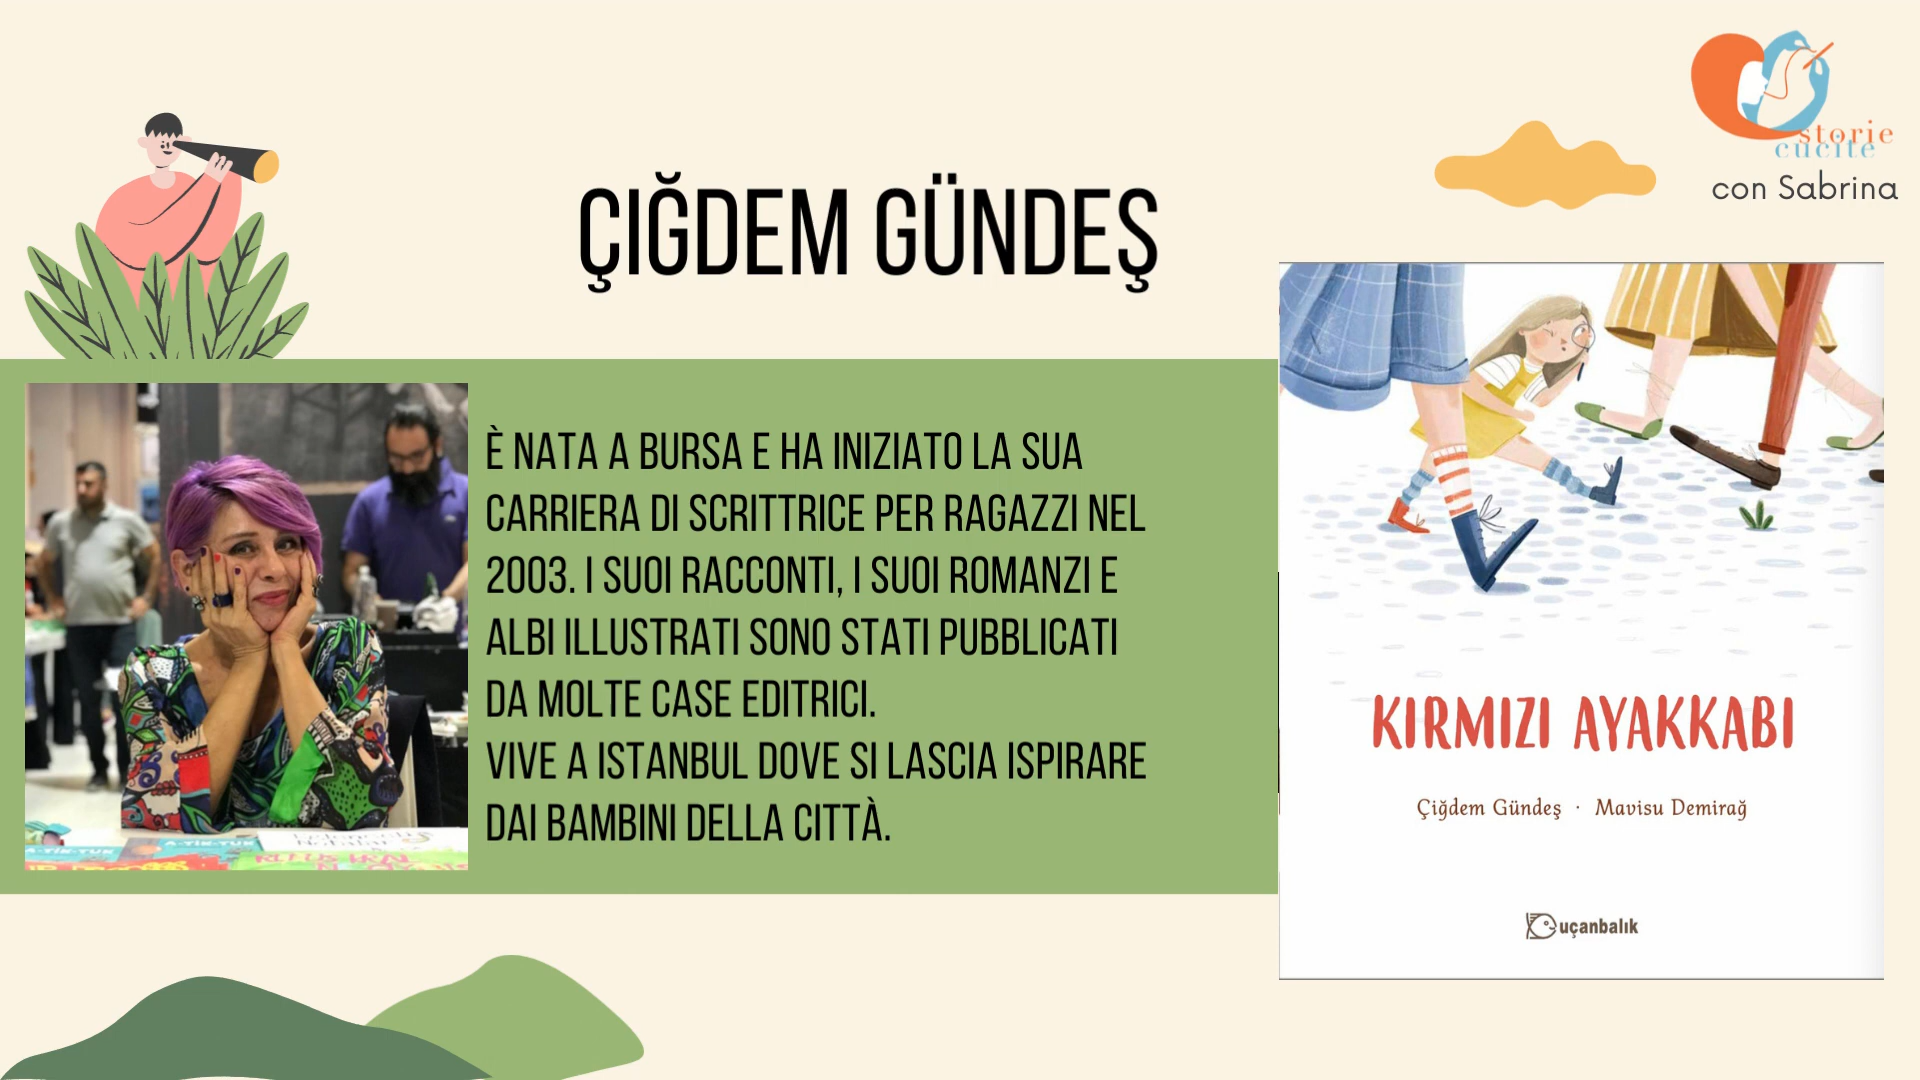 storie
cucite
con Sabrina
ÇIĞDEM GÜNDEŞ
È NATA A BURSA E HA INIZIATO LA SUA
CARRIERA DI SCRITTRICE PER RAGAZZI NEL
2003. I SUOI RACCONTI, I SUOI ROMANZI E
ALBI ILLUSTRATI SONO STATI PUBBLICATI
DA MOLTE CASE EDITRICI.
VIVE A ISTANBUL DOVE SI LASCIA ISPIRARE
DAI BAMBINI DELLA CITTÀ.
A-TİK-TUK
KIRMIZI AYAKKABI
Çiğdem Gündeş · Mavisu Demirağ
uçanbalık